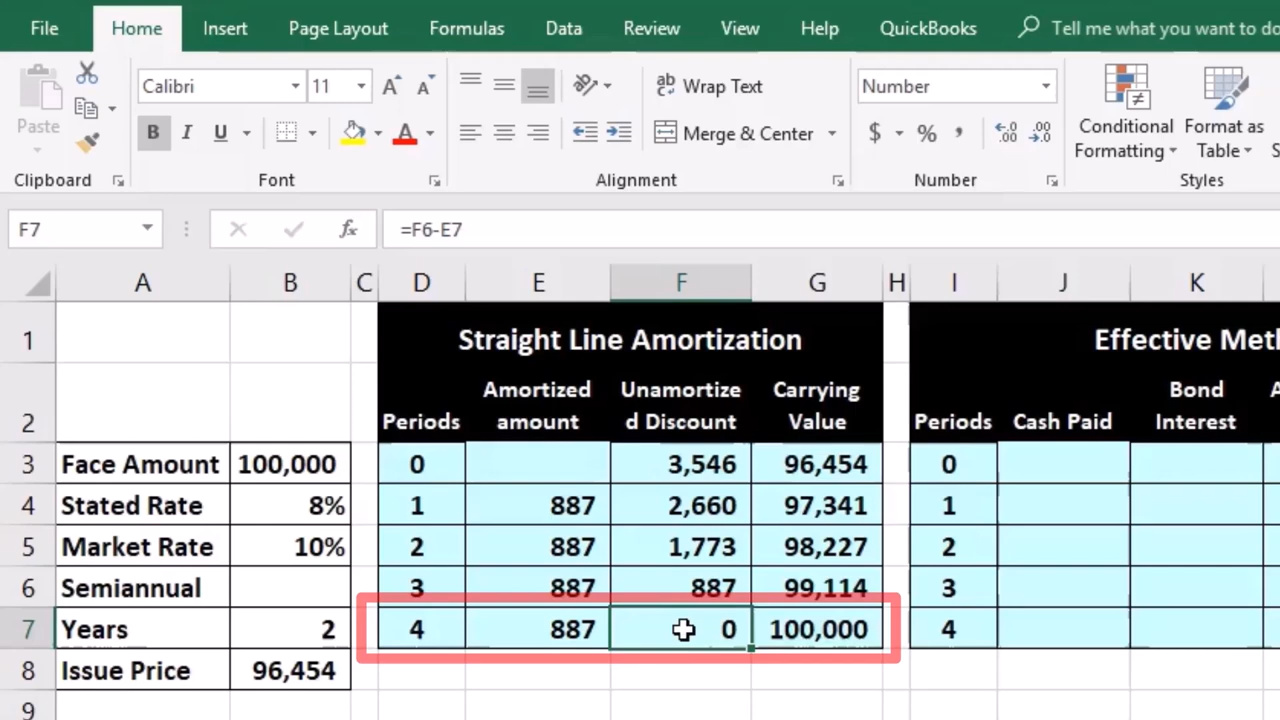 File Home Insert Page Layout Formulas Data Review View Help QuickBooks Tell me what you want to do
Paste
Calibri 11
B I U
A A A
ab Wrap Text
Merge & Center
Number
$ % ,
Conditional Formatting
Format as Table
Clipboard Font Alignment Number Styles
F7 fx =F6-E7
A B C D E F G H I J K
1 Straight Line Amortization Effective Met
2 Periods Amortized amount Unamortize d Discount Carrying Value Periods Cash Paid Bond Interest A
3 Face Amount 100,000 0 3,546 96,454 0
4 Stated Rate 8% 1 887 2,660 97,341 1
5 Market Rate 10% 2 887 1,773 98,227 2
6 Semiannual 3 887 887 99,114 3
7 Years 2 4 887 0 100,000 4
8 Issue Price 96,454
9